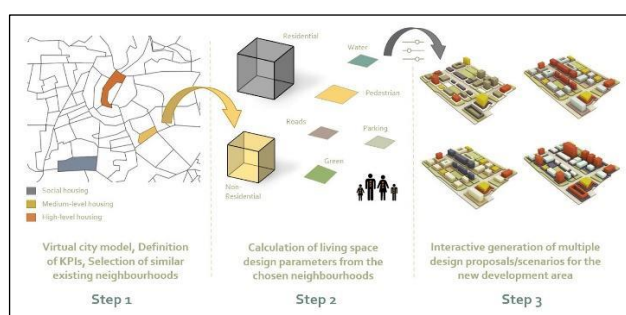 Residential
Water
Pedestrian
Roads
Parking
Green
Non-
Residential
Social housing
Medium-level housing
High-level housing
Virtual city model, Definition
of KPIs, Selection of similar
existing neighbourhoods
Step 1
Calculation of living space
design parameters from the
chosen neighbourhoods
Step 2
Interactive generation of multiple
design proposals/scenarios for the
new development area
Step 3